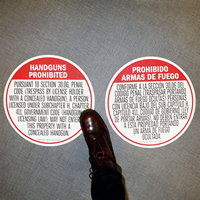 HANDGUNS
PROHIBITED
PURSUANT TO SECTION 30.06, PENAL
CODE (TRESPASS BY LICENSE HOLDER
WITH A CONCEALED HANDGUN), A PERSON
LICENSED UNDER SUBCHAPTER H, CHAPTER
411, GOVERNMENT CODE (HANDGUN
LICENSING LAW), MAY NOT ENTER
THIS PROPERTY WITH A
CONCEALED HANDGUN.
PROHIBIDO
ARMAS DE FUEGO
CONFORME A LA SECCIÓN 30.06 DEL
CÓDIGO PENAL (TRASPASAR PORTANDO
ARMAS DE FUEGO OCULTAS) PERSONAS
CON LICENCIA BAJO DEL SUB CAPITULO H,
CAPITULO 411, CODIGO DE GOBIERNO (LEY
DE PORTAR ARMAS), NO DEBEN ENTRAR
A ESTA PROPIEDAD PORTANDO
UN ARMA DE FUEGO
OCULTADA.